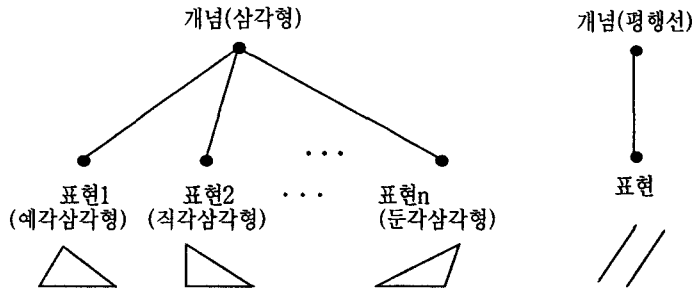 개념(삼각형) 개념(평행선)
· · ·
표현1 표현2 · · · 표현n 표현
(예각삼각형) (직각삼각형) (둔각삼각형)